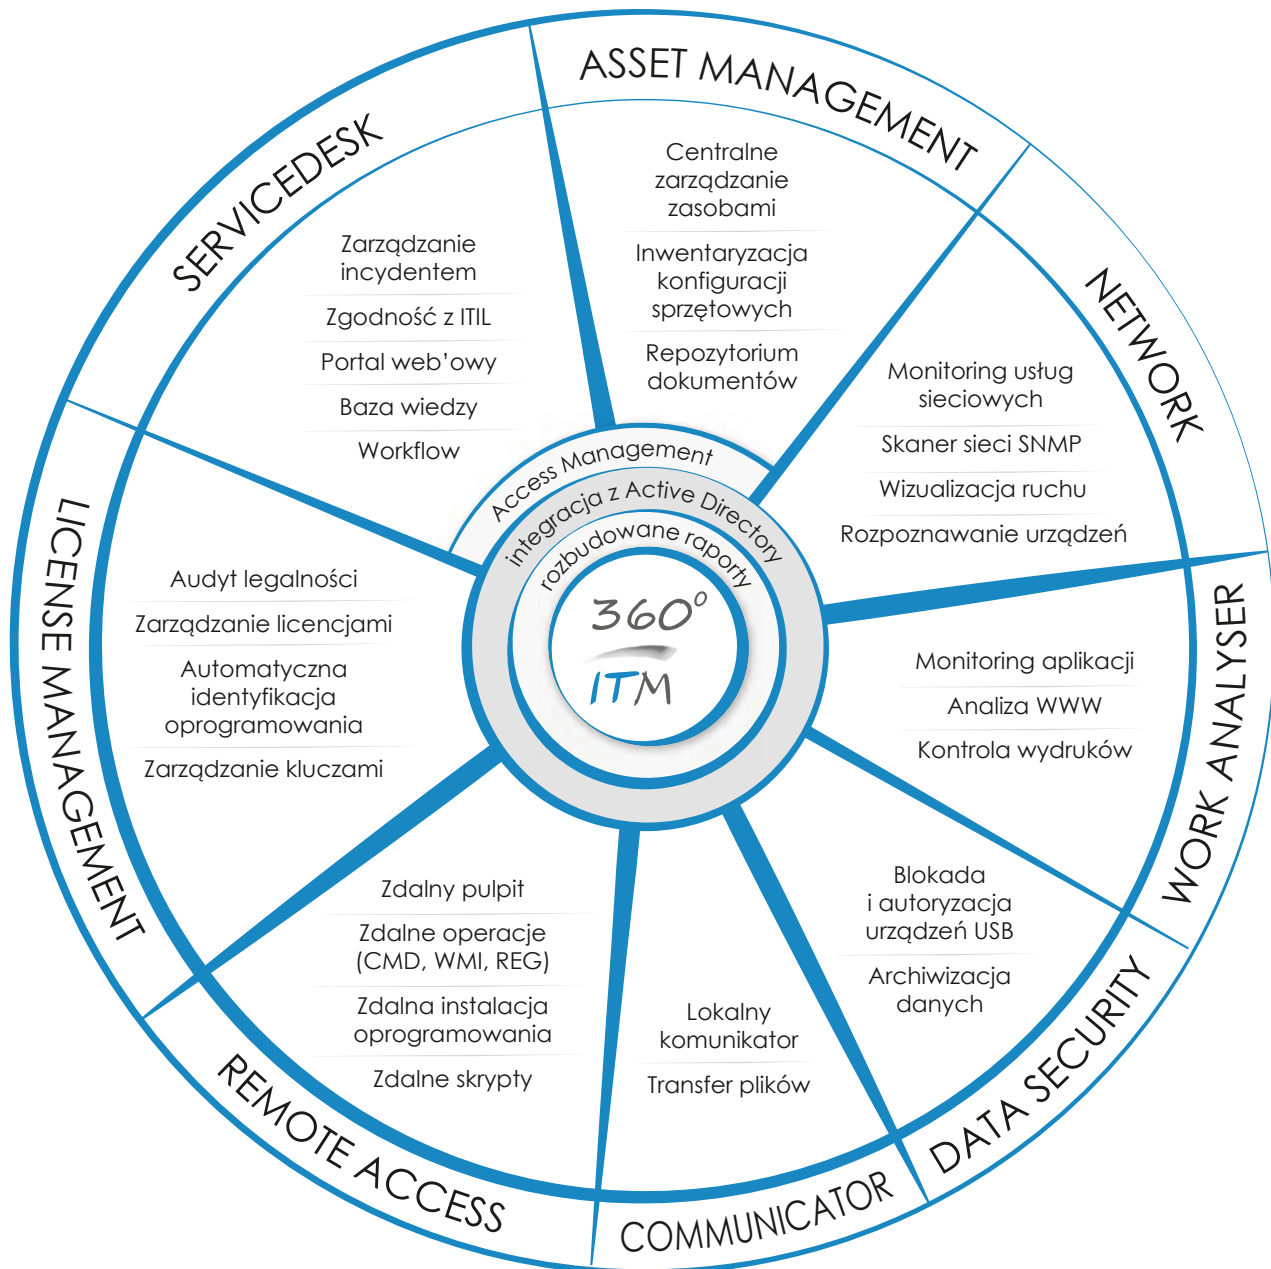 ASSET MANAGEMENT
Centralne
zarządzanie
zasobami
Inwentaryzacja
konfiguracji
sprzętowych
Repozytorium
dokumentów
NETWORK
Monitoring usług
sieciowych
Skaner sieci SNMP
Wizualizacja ruchu
Rozpoznawanie urządzeń
WORK ANALYSER
Monitoring aplikacji
Analiza WWW
Kontrola wydruków
DATA SECURITY
Blokada
i autoryzacja
urządzeń USB
Archiwizacja
danych
COMMUNICATOR
Lokalny
komunikator
Transfer plików
REMOTE ACCESS
Zdalny pulpit
Zdalne operacje
(CMD, WMI, REG)
Zdalna instalacja
oprogramowania
Zdalne skrypty
LICENSE MANAGEMENT
Audyt legalności
Zarządzanie licencjami
Automatyczna
identyfikacja
oprogramowania
Zarządzanie kluczami
SERVICEDESK
Zarządzanie
incydentem
Zgodność z ITIL
Portal web'owy
Baza wiedzy
Workflow
Access Management
integracja z Active Directory
rozbudowane raporty
360°
ITM